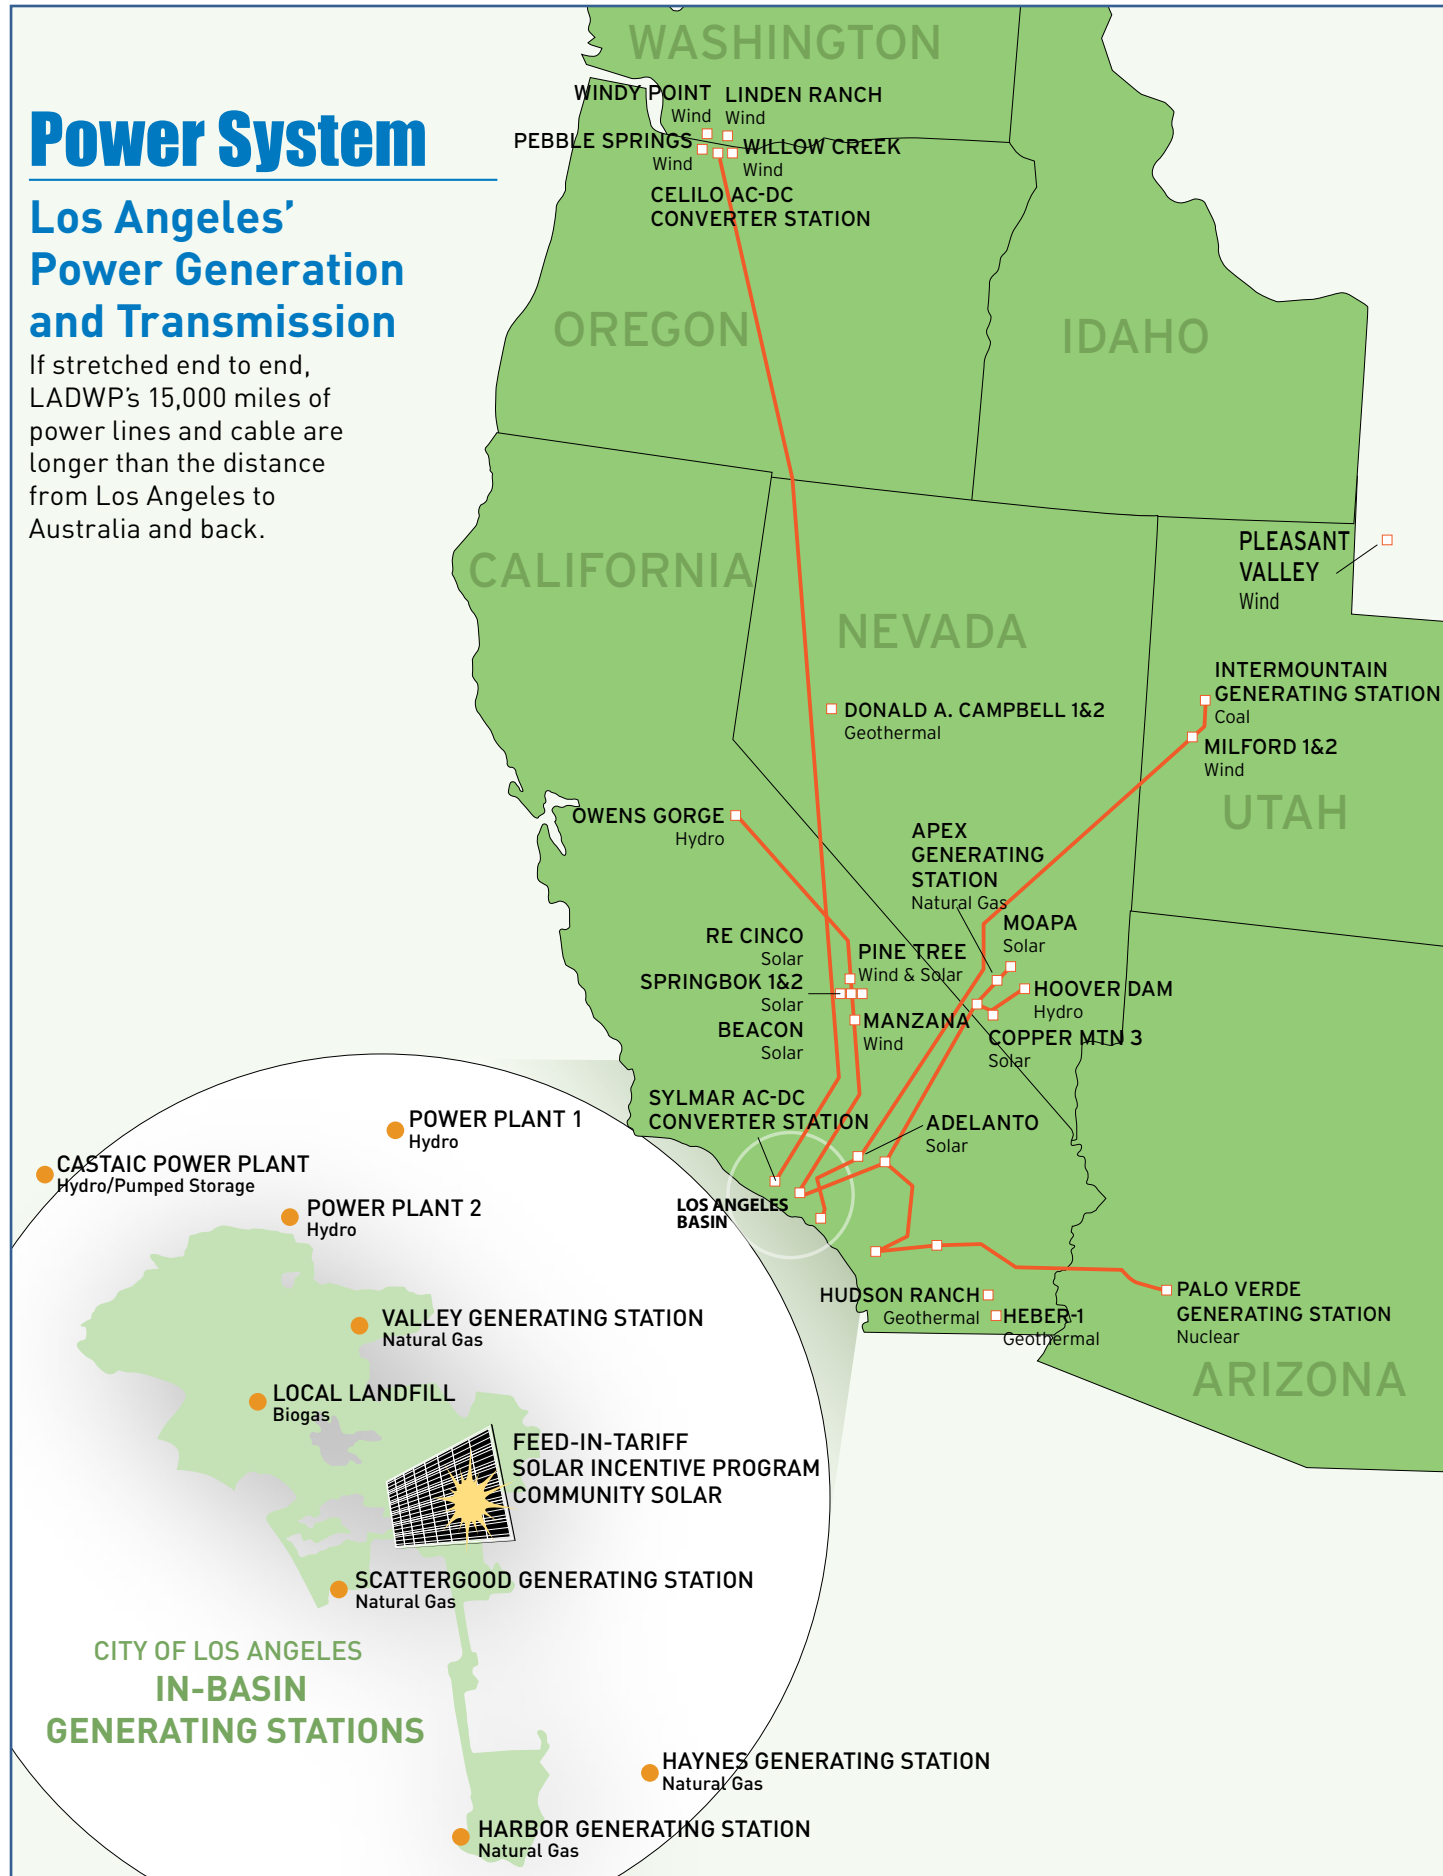 Power System
Los Angeles’
Power Generation
and Transmission
If stretched end to end,
LADWP’s 15,000 miles of
power lines and cable are
longer than the distance
from Los Angeles to
Australia and back.
WASHINGTON
WINDY POINT
Wind
LINDEN RANCH
Wind
PEBBLE SPRINGS
Wind
WILLOW CREEK
Wind
CELILO AC-DC
CONVERTER STATION
OREGON
IDAHO
CALIFORNIA
NEVADA
PLEASANT
VALLEY
Wind
INTERMOUNTAIN
GENERATING STATION
Coal
MILFORD 1&2
Wind
UTAH
DONALD A. CAMPBELL 1&2
Geothermal
OWENS GORGE
Hydro
APEX
GENERATING
STATION
Natural Gas
MOAPA
Solar
RE CINCO
Solar
PINE TREE
Wind & Solar
SPRINGBOK 1&2
Solar
HOOVER DAM
Hydro
BEACON
Solar
MANZANA
Wind
COPPER MTN 3
Solar
SYLMAR AC-DC
CONVERTER STATION
ADELANTO
Solar
LOS ANGELES
BASIN
HUDSON RANCH
Geothermal
HEBER-1
Geothermal
PALO VERDE
GENERATING STATION
Nuclear
ARIZONA
POWER PLANT 1
Hydro
CASTAIC POWER PLANT
Hydro/Pumped Storage
POWER PLANT 2
Hydro
VALLEY GENERATING STATION
Natural Gas
LOCAL LANDFILL
Biogas
FEED-IN-TARIFF
SOLAR INCENTIVE PROGRAM
COMMUNITY SOLAR
SCATTERGOOD GENERATING STATION
Natural Gas
CITY OF LOS ANGELES
IN-BASIN
GENERATING STATIONS
HAYNES GENERATING STATION
Natural Gas
HARBOR GENERATING STATION
Natural Gas